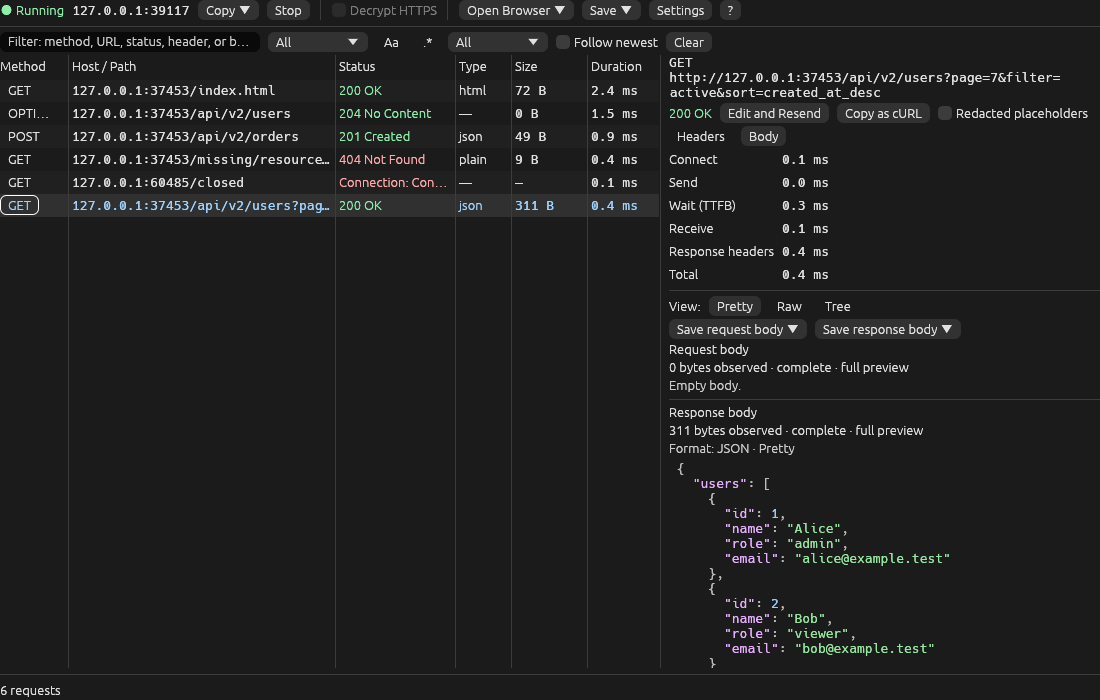 Running 127.0.0.1:39117 Copy ▼ Stop Decrypt HTTPS Open Browser ▼ Save ▼ Settings ?
Filter: method, URL, status, header, or b… All ▼ Aa .* All ▼ Follow newest Clear
Method Host / Path Status Type Size Duration
GET 127.0.0.1:37453/index.html 200 OK html 72 B 2.4 ms
OPTI… 127.0.0.1:37453/api/v2/users 204 No Content — 0 B 1.5 ms
POST 127.0.0.1:37453/api/v2/orders 201 Created json 49 B 0.9 ms
GET 127.0.0.1:37453/missing/resource… 404 Not Found plain 9 B 0.4 ms
GET 127.0.0.1:60485/closed Connection: Con… — — 0.1 ms
GET 127.0.0.1:37453/api/v2/users?pag… 200 OK json 311 B 0.4 ms
GET
http://127.0.0.1:37453/api/v2/users?page=7&filter=
active&sort=created_at_desc
200 OK Edit and Resend Copy as cURL Redacted placeholders
Headers Body
Connect 0.1 ms
Send 0.0 ms
Wait (TTFB) 0.3 ms
Receive 0.1 ms
Response headers 0.4 ms
Total 0.4 ms
View: Pretty Raw Tree
Save request body ▼ Save response body ▼
Request body
0 bytes observed · complete · full preview
Empty body.
Response body
311 bytes observed · complete · full preview
Format: JSON · Pretty
{
"users": [
{
"id": 1,
"name": "Alice",
"role": "admin",
"email": "alice@example.test"
},
{
"id": 2,
"name": "Bob",
"role": "viewer",
"email": "bob@example.test"
}
6 requests